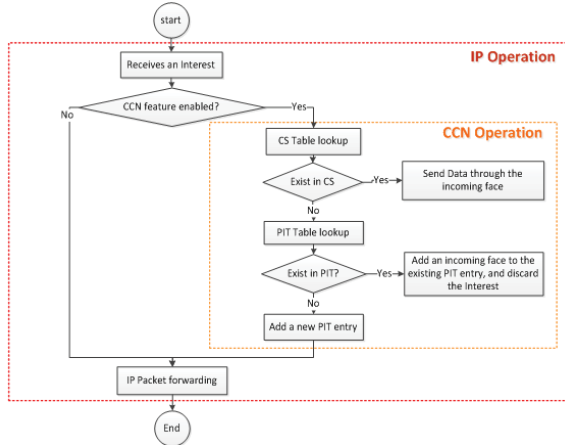 start
IP Operation
Receives an Interest
CCN feature enabled?
No
Yes
CCN Operation
CS Table lookup
Exist in CS
Yes
Send Data through the
incoming face
No
PIT Table lookup
Exist in PIT?
Yes
Add an incoming face to the
existing PIT entry, and discard
the Interest
No
Add a new PIT entry
IP Packet forwarding
End